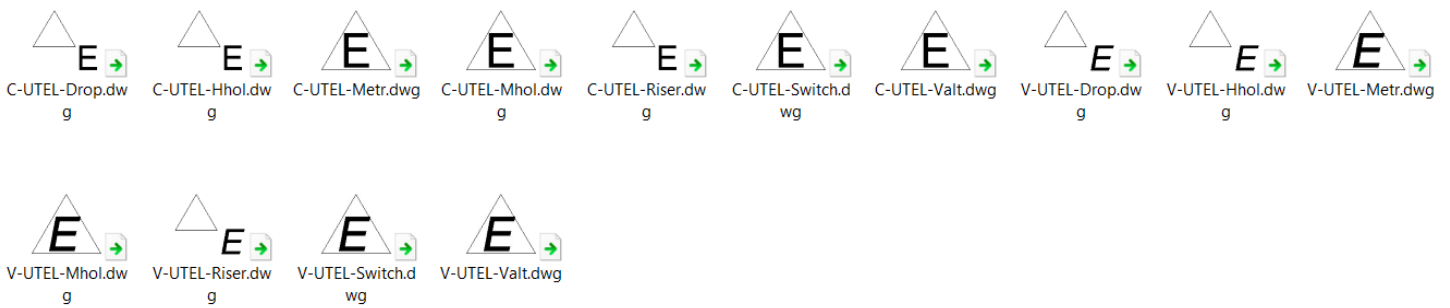 E E E E E E E E E E
C-UTEL-Drop.dw C-UTEL-Hhol.dw C-UTEL-Metr.dwg C-UTEL-Mhol.dw C-UTEL-Riser.dw C-UTEL-Switch.d C-UTEL-Valt.dwg V-UTEL-Drop.dw V-UTEL-Hhol.dw V-UTEL-Metr.dwg
g g g g wg g g
E E E E
V-UTEL-Mhol.dw V-UTEL-Riser.dw V-UTEL-Switch.d V-UTEL-Valt.dwg
g g wg